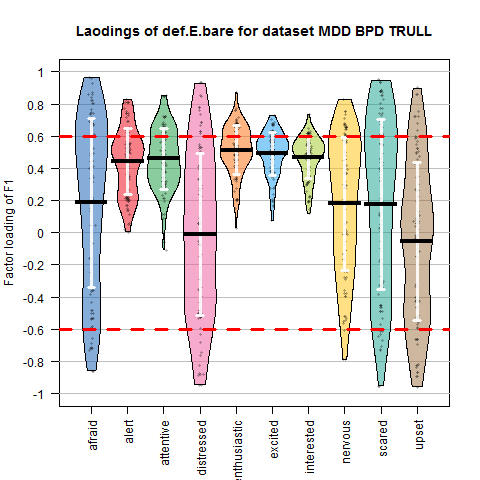 Laodings of def.E.bare for dataset MDD BPD TRULL
Factor loading of F1
1
0.8
0.6
0.4
0.2
0
-0.2
-0.4
-0.6
-0.8
-1
afraid
alert
attentive
distressed
enthusiastic
excited
interested
nervous
scared
upset